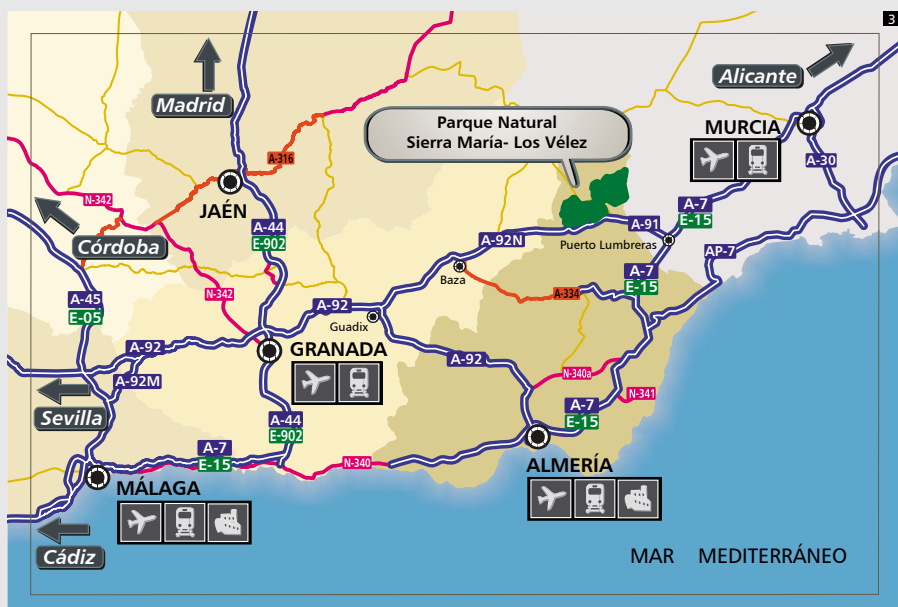 3
Alicante
Madrid
Parque Natural
Sierra María- Los Vélez
MURCIA
A-316
A-30
N-342
JAÉN
A-7
E-15
A-44
E-902
A-91
Córdoba
A-92N
Puerto Lumbreras
AP-7
Baza
A-7
E-15
N-342
A-334
A-45
E-05
A-92
Guadix
A-92
GRANADA
A-92
A-92M
N-340a
N-341
Sevilla
A-7
E-15
A-44
E-902
A-7
E-15
N-340
ALMERÍA
MÁLAGA
Cádiz
MAR MEDITERRÁNEO